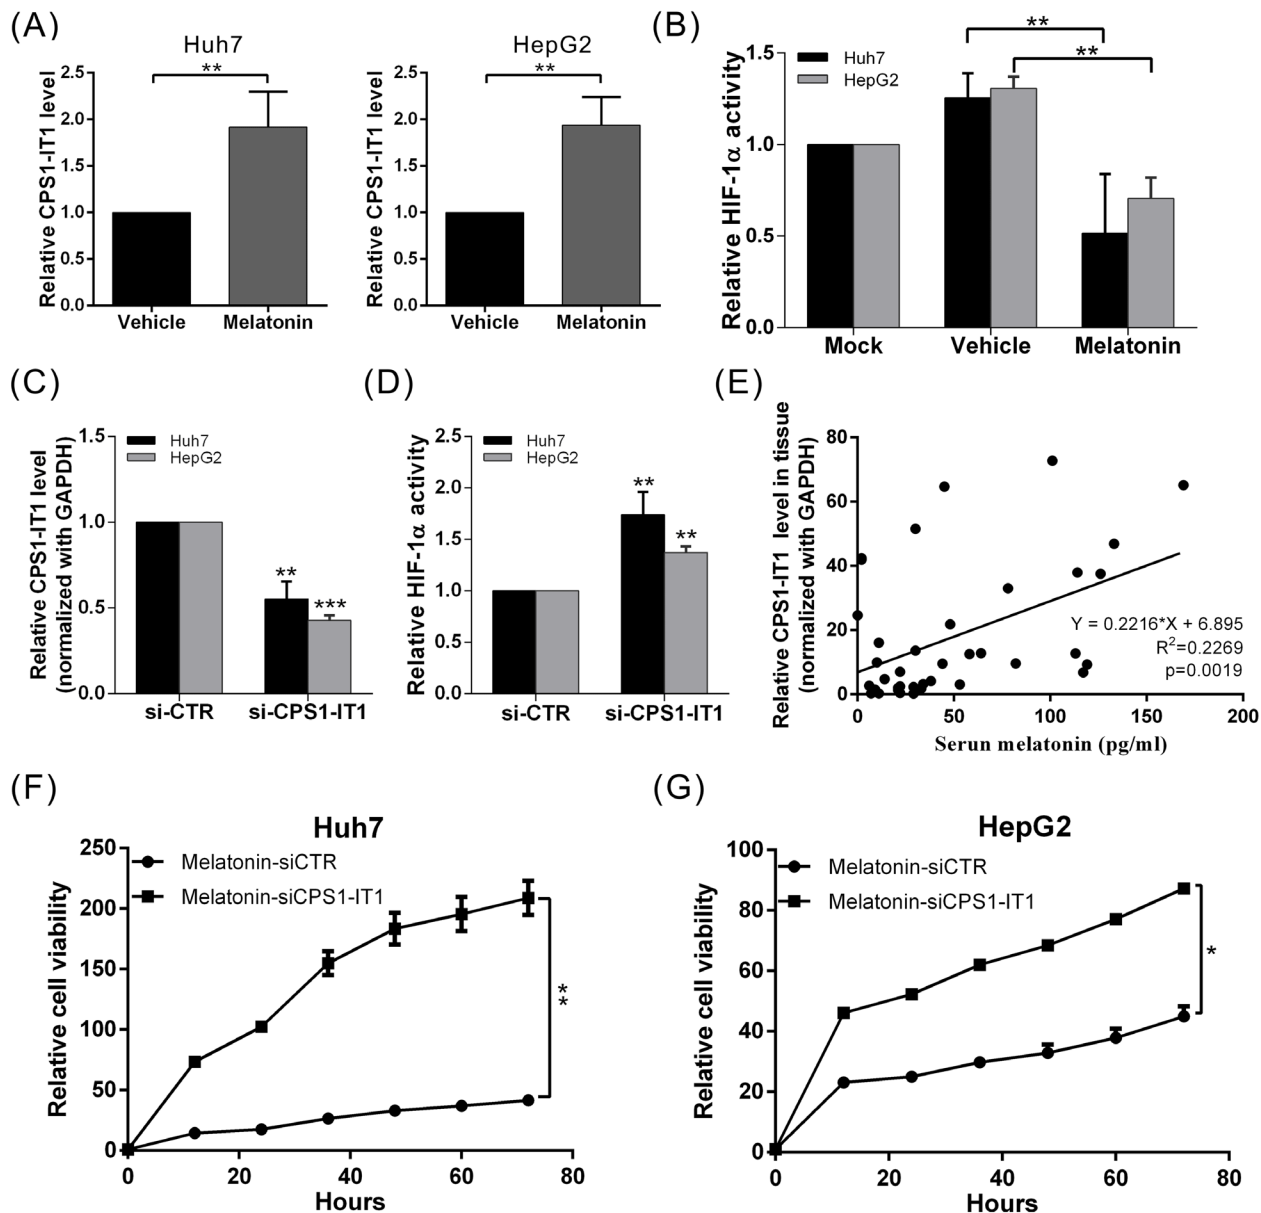 (A)
Huh7
Relative CPS1-IT1 level
2.5
2.0
1.5
1.0
0.5
0.0
**
Vehicle Melatonin
HepG2
Relative CPS1-IT1 level
2.5
2.0
1.5
1.0
0.5
0.0
**
Vehicle Melatonin
(B)
Relative HIF-1α activity
1.5
1.0
0.5
0.0
Huh7
HepG2
**
**
Mock Vehicle Melatonin
(C)
Relative CPS1-IT1 level
(normalized with GAPDH)
1.5
1.0
0.5
0.0
Huh7
HepG2
**
***
si-CTR si-CPS1-IT1
(D)
Relative HIF-1α activity
2.5
2.0
1.5
1.0
0.5
0.0
Huh7
HepG2
**
**
si-CTR si-CPS1-IT1
(E)
Relative CPS1-IT1 level in tissue
(normalized with GAPDH)
80
60
40
20
0
Y = 0.2216*X + 6.895
R²=0.2269
p=0.0019
0 50 100 150 200
Serun melatonin (pg/ml)
(F)
Huh7
Relative cell viability
250
200
150
100
50
0
Melatonin-siCTR
Melatonin-siCPS1-IT1
**
0 20 40 60 80
Hours
(G)
HepG2
Relative cell viability
100
80
60
40
20
0
Melatonin-siCTR
Melatonin-siCPS1-IT1
*
0 20 40 60 80
Hours